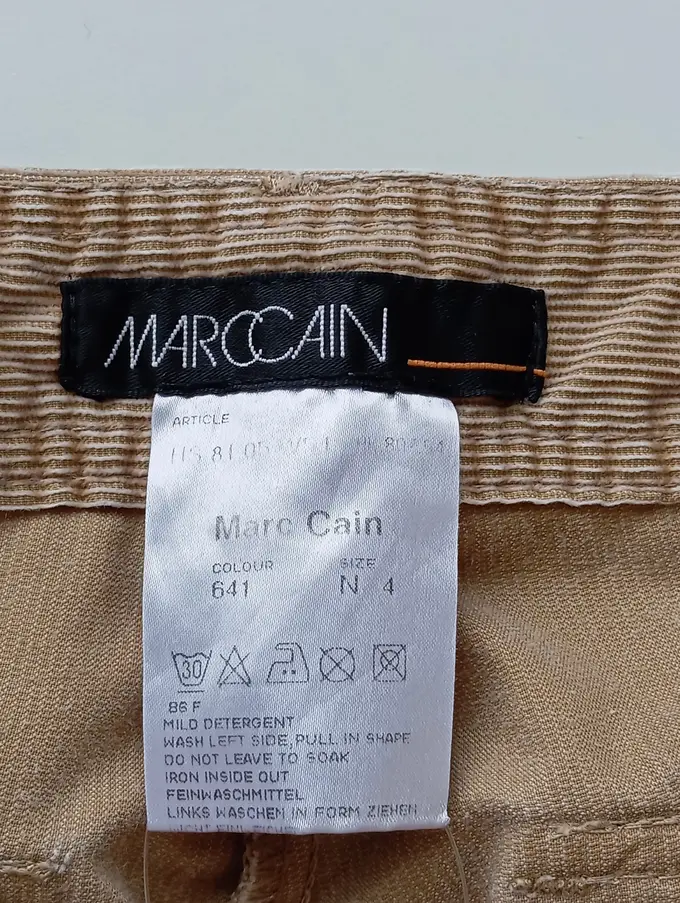 MARCCAIN
ARTICLE
Marc Cain
COLOUR SIZE
641 N 4
30
86 F
MILD DETERGENT
WASH LEFT SIDE, PULL IN SHAPE
DO NOT LEAVE TO SOAK
IRON INSIDE OUT
FEINWASCHMITTEL
LINKS WASCHEN IN FORM ZIEHEN